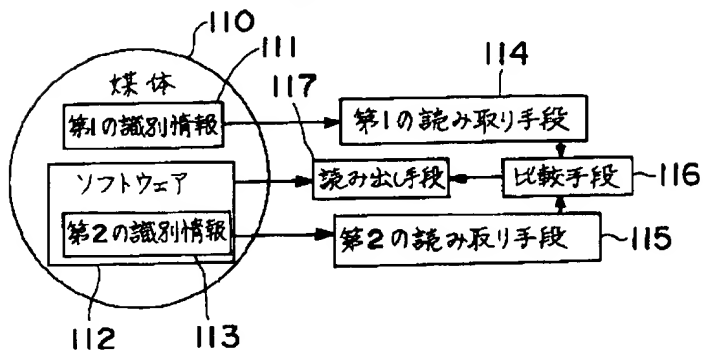 110
111
114
媒体
117
第1の識別情報
第1の読み取り手段
ソフトウェア
読み出し手段
比較手段
116
第2の識別情報
第2の読み取り手段
115
112
113